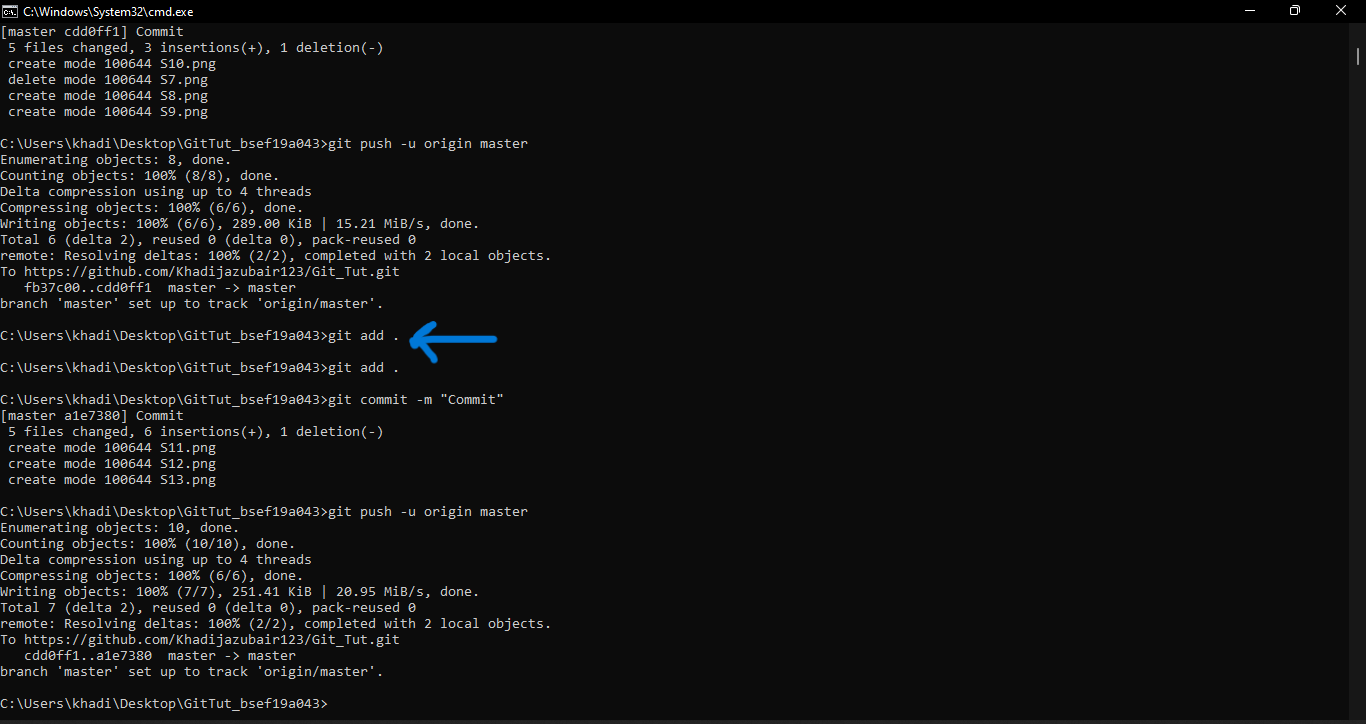 C:\Windows\System32\cmd.exe
[master cdd0ff1] Commit
 5 files changed, 3 insertions(+), 1 deletion(-)
 create mode 100644 S10.png
 delete mode 100644 S7.png
 create mode 100644 S8.png
 create mode 100644 S9.png
C:\Users\khadi\Desktop\GitTut_bsef19a043>git push -u origin master
Enumerating objects: 8, done.
Counting objects: 100% (8/8), done.
Delta compression using up to 4 threads
Compressing objects: 100% (6/6), done.
Writing objects: 100% (6/6), 289.00 KiB | 15.21 MiB/s, done.
Total 6 (delta 2), reused 0 (delta 0), pack-reused 0
remote: Resolving deltas: 100% (2/2), completed with 2 local objects.
To https://github.com/Khadijazubair123/Git_Tut.git
   fb37c00..cdd0ff1  master -> master
branch 'master' set up to track 'origin/master'.
C:\Users\khadi\Desktop\GitTut_bsef19a043>git add .
C:\Users\khadi\Desktop\GitTut_bsef19a043>git add .
C:\Users\khadi\Desktop\GitTut_bsef19a043>git commit -m "Commit"
[master a1e7380] Commit
 5 files changed, 6 insertions(+), 1 deletion(-)
 create mode 100644 S11.png
 create mode 100644 S12.png
 create mode 100644 S13.png
C:\Users\khadi\Desktop\GitTut_bsef19a043>git push -u origin master
Enumerating objects: 10, done.
Counting objects: 100% (10/10), done.
Delta compression using up to 4 threads
Compressing objects: 100% (6/6), done.
Writing objects: 100% (7/7), 251.41 KiB | 20.95 MiB/s, done.
Total 7 (delta 2), reused 0 (delta 0), pack-reused 0
remote: Resolving deltas: 100% (2/2), completed with 2 local objects.
To https://github.com/Khadijazubair123/Git_Tut.git
   cdd0ff1..a1e7380  master -> master
branch 'master' set up to track 'origin/master'.
C:\Users\khadi\Desktop\GitTut_bsef19a043>